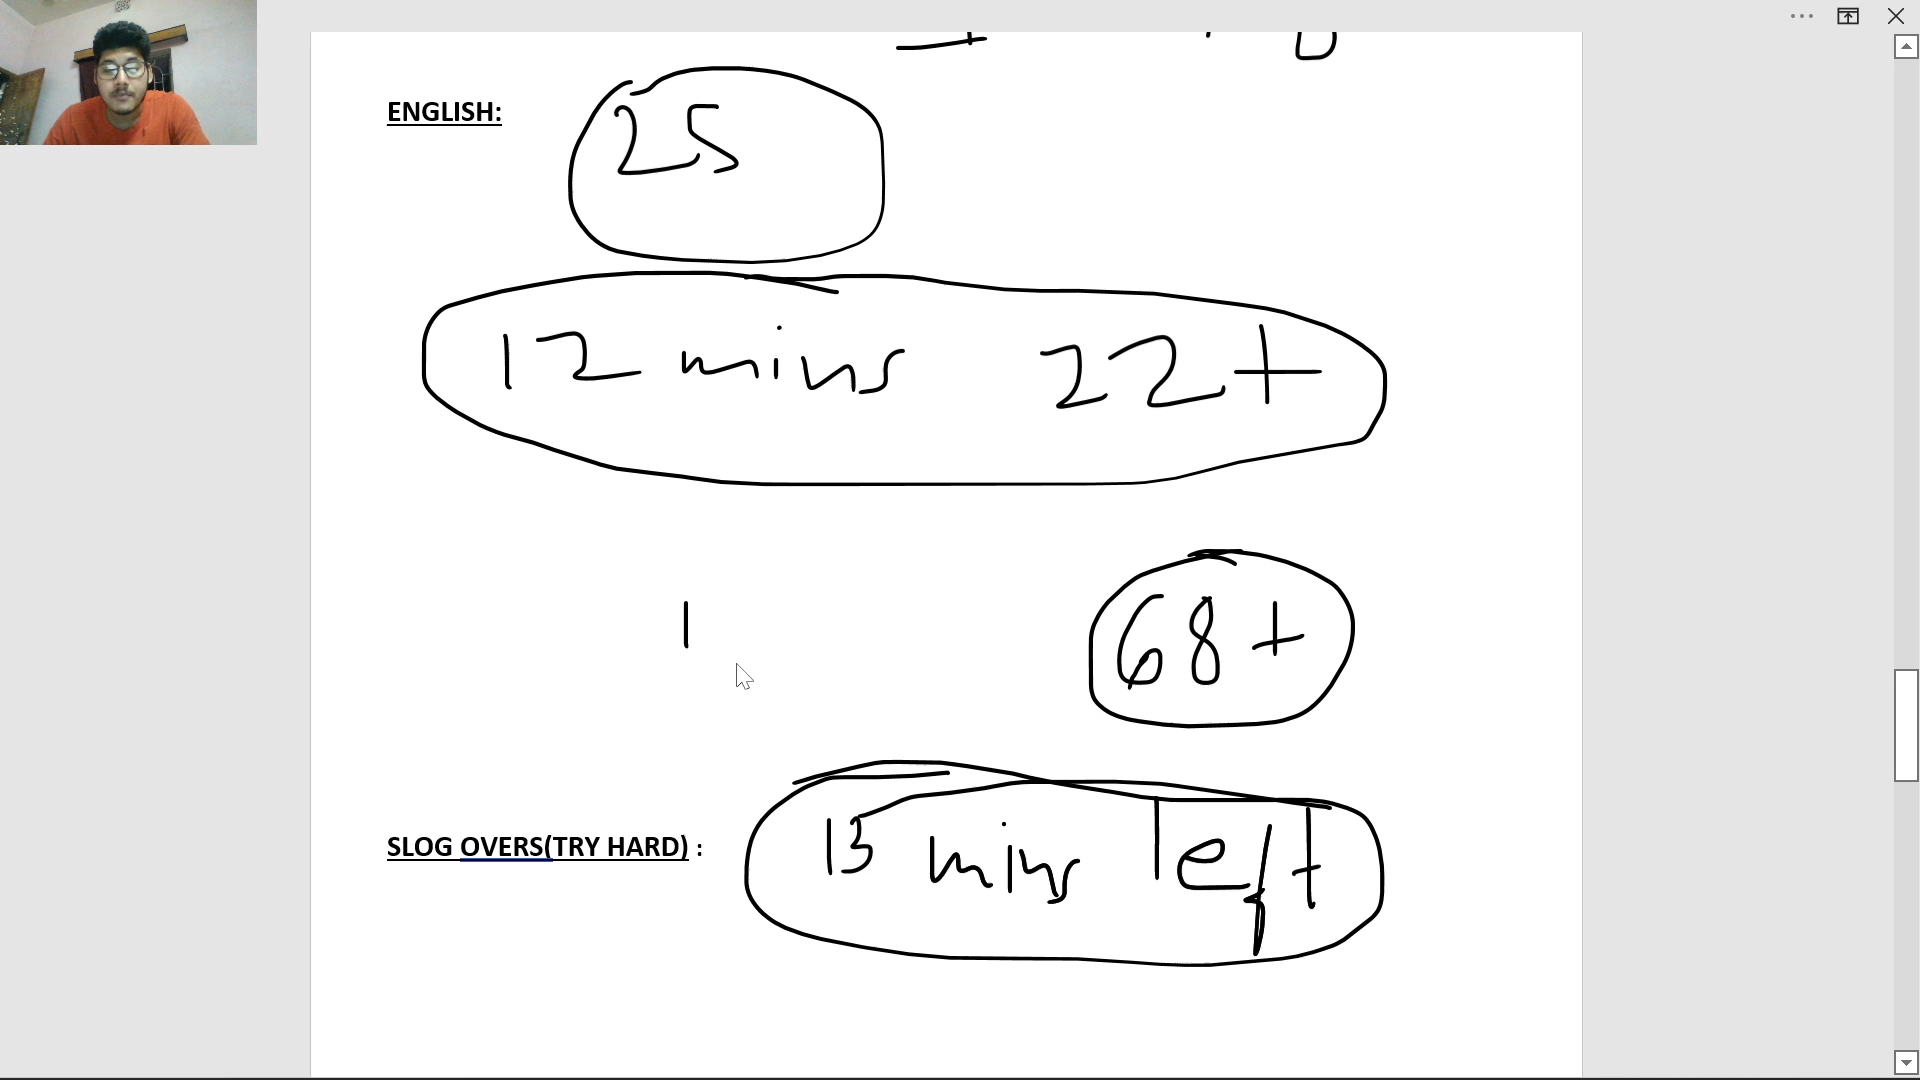 ENGLISH: 25
12 mins 22+
1 68+
SLOG OVERS(TRY HARD) : 13 mins left